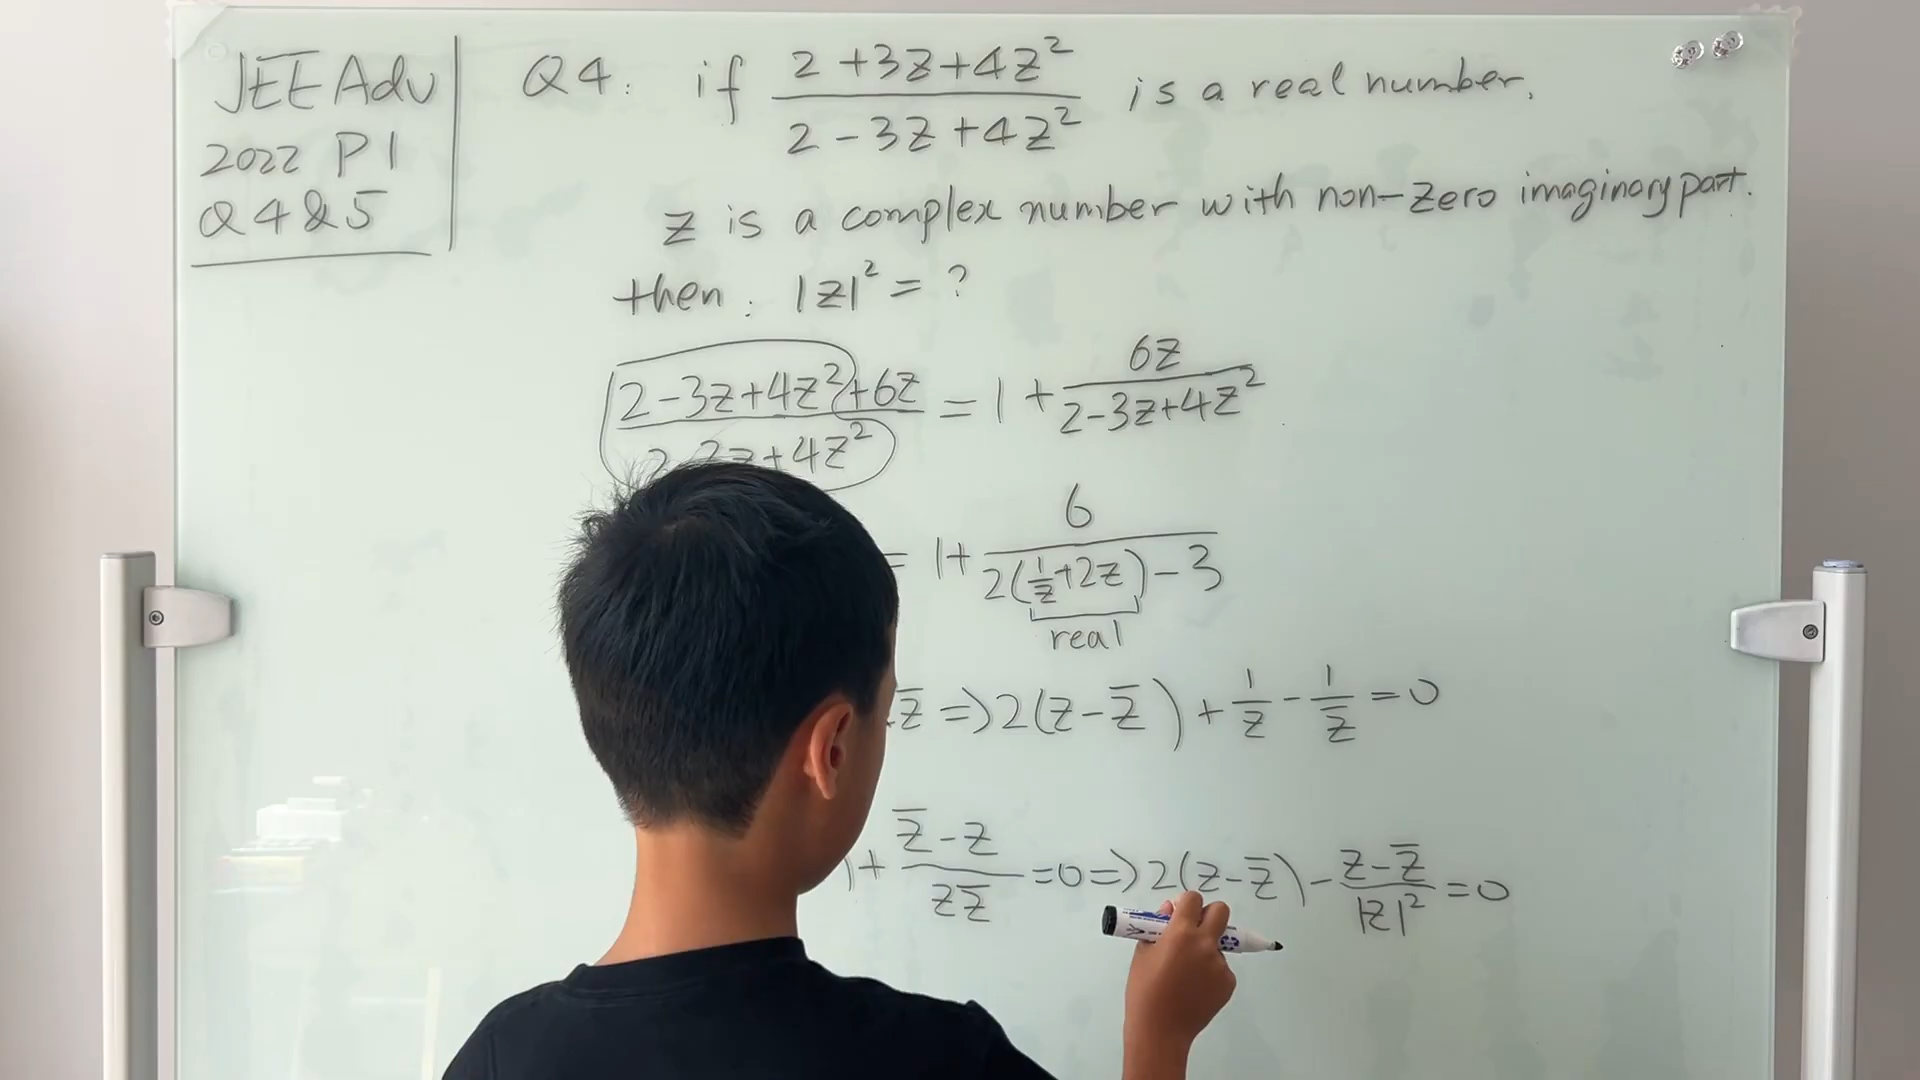 JEE Adv
2022 P1
Q4&5
Q4: if (2+3z+4z²)/(2-3z+4z²) is a real number.
z is a complex number with non-zero imaginary part.
then: |z|² = ?
(2-3z+4z²+6z)/(2-3z+4z²) = 1 + 6z/(2-3z+4z²)
= 1+ 6/(2(1/z+2z)-3)
real
z̄ => 2(z-z̄) + 1/z - 1/z̄ = 0
) + (z̄-z)/(zz̄) = 0 => 2(z-z̄) - (z-z̄)/|z|² = 0